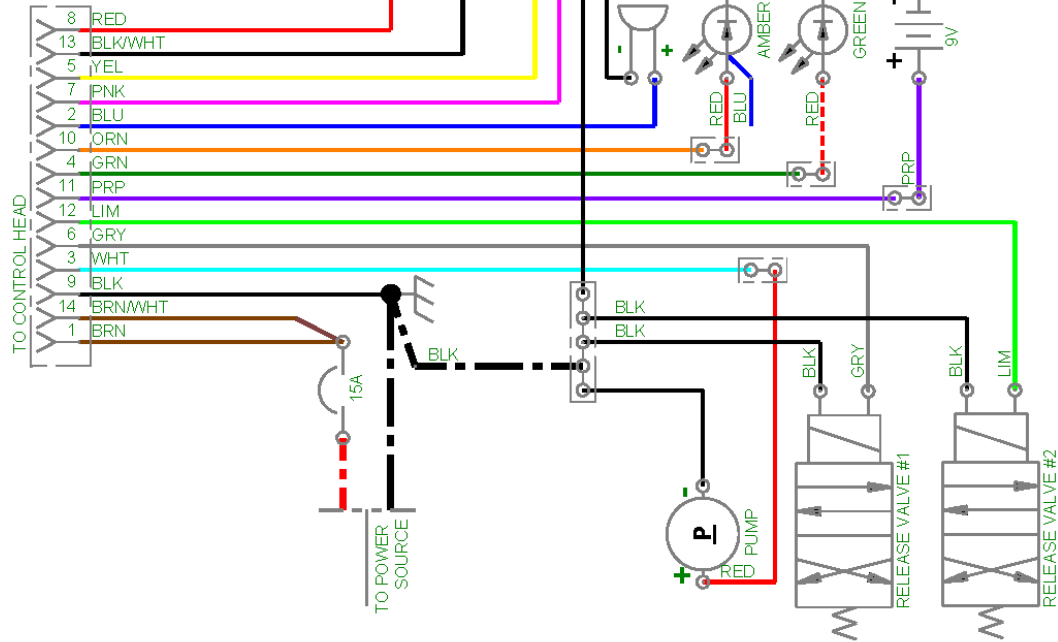 8 RED
13 BLK/WHT
5 YEL
7 PNK
2 BLU
10 ORN
4 GRN
11 PRP
12 LIM
6 GRY
3 WHT
9 BLK
14 BRN/WHT
1 BRN
TO CONTROL HEAD
- +
AMBER
GREEN
9V
+
RED
BLU
RED
PRP
BLK
BLK
BLK
BLK
GRY
BLK
LIM
15A
TO POWER
SOURCE
-
P
PUMP
+
RED
RELEASE VALVE #1
RELEASE VALVE #2